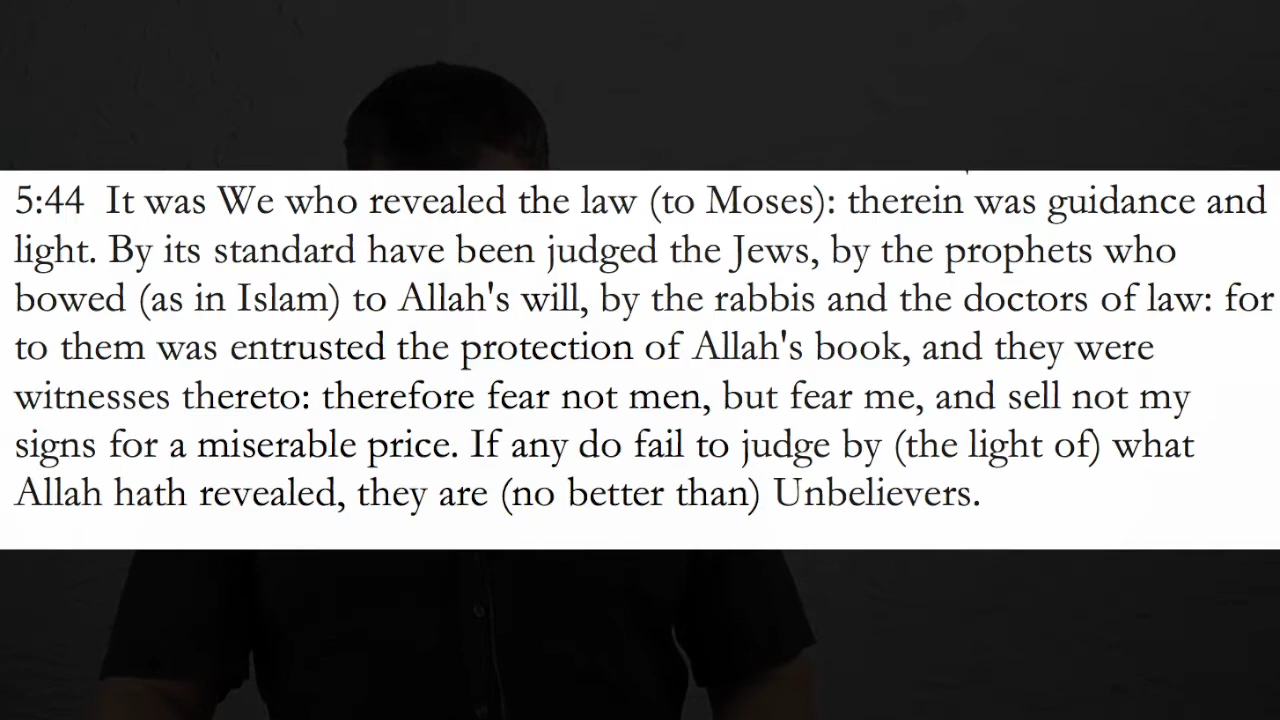 5:44 It was We who revealed the law (to Moses): therein was guidance and
light. By its standard have been judged the Jews, by the prophets who
bowed (as in Islam) to Allah's will, by the rabbis and the doctors of law: for
to them was entrusted the protection of Allah's book, and they were
witnesses thereto: therefore fear not men, but fear me, and sell not my
signs for a miserable price. If any do fail to judge by (the light of) what
Allah hath revealed, they are (no better than) Unbelievers.